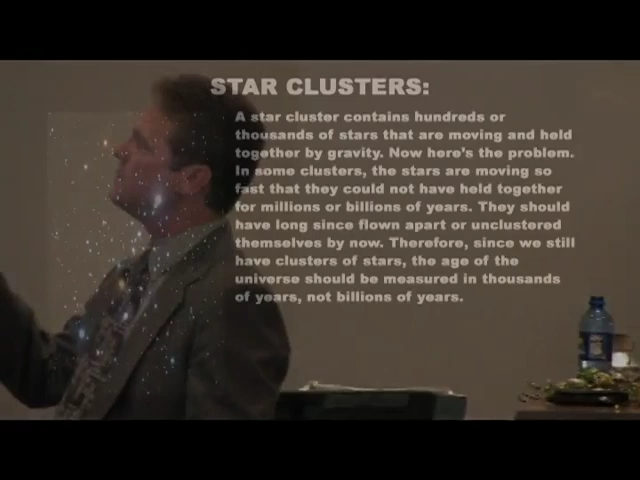 STAR CLUSTERS:
A star cluster contains hundreds or
thousands of stars that are moving and held
together by gravity. Now here's the problem.
In some clusters, the stars are moving so
fast that they could not have held together
for millions or billions of years. They should
have long since flown apart or unclustered
themselves by now. Therefore, since we still
have clusters of stars, the age of the
universe should be measured in thousands
of years, not billions of years.